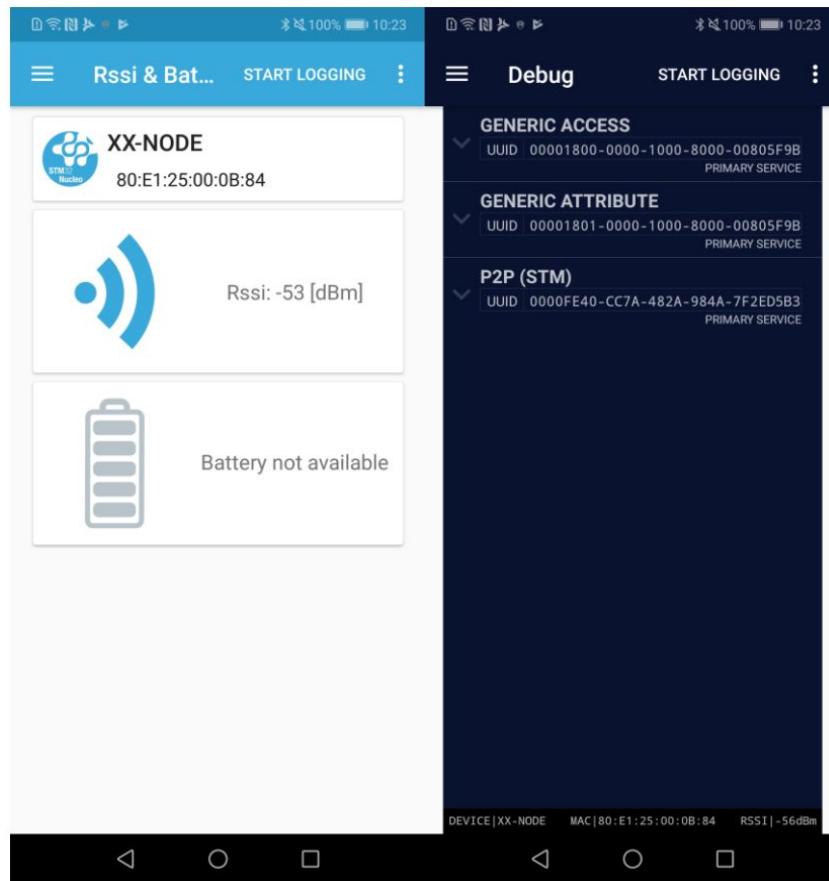 100% 10:23
Rssi & Bat... START LOGGING
STM32
Nucleo
XX-NODE
80:E1:25:00:0B:84
Rssi: -53 [dBm]
Battery not available
100% 10:23
Debug START LOGGING
GENERIC ACCESS
UUID 00001800-0000-1000-8000-00805F9B
PRIMARY SERVICE
GENERIC ATTRIBUTE
UUID 00001801-0000-1000-8000-00805F9B
PRIMARY SERVICE
P2P (STM)
UUID 0000FE40-CC7A-482A-984A-7F2ED5B3
PRIMARY SERVICE
DEVICE|XX-NODE MAC|80:E1:25:00:0B:84 RSSI|-56dBm